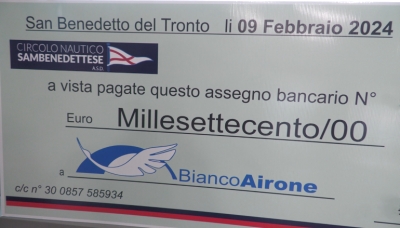 San Benedetto del Tronto li 09 Febbraio 2024
CIRCOLO NAUTICO
SAMBENEDETTESE
A.S.D.
a vista pagate questo assegno bancario N°
Euro Millesettecento/00
a BiancoAirone
c/c n° 30 0857 585934